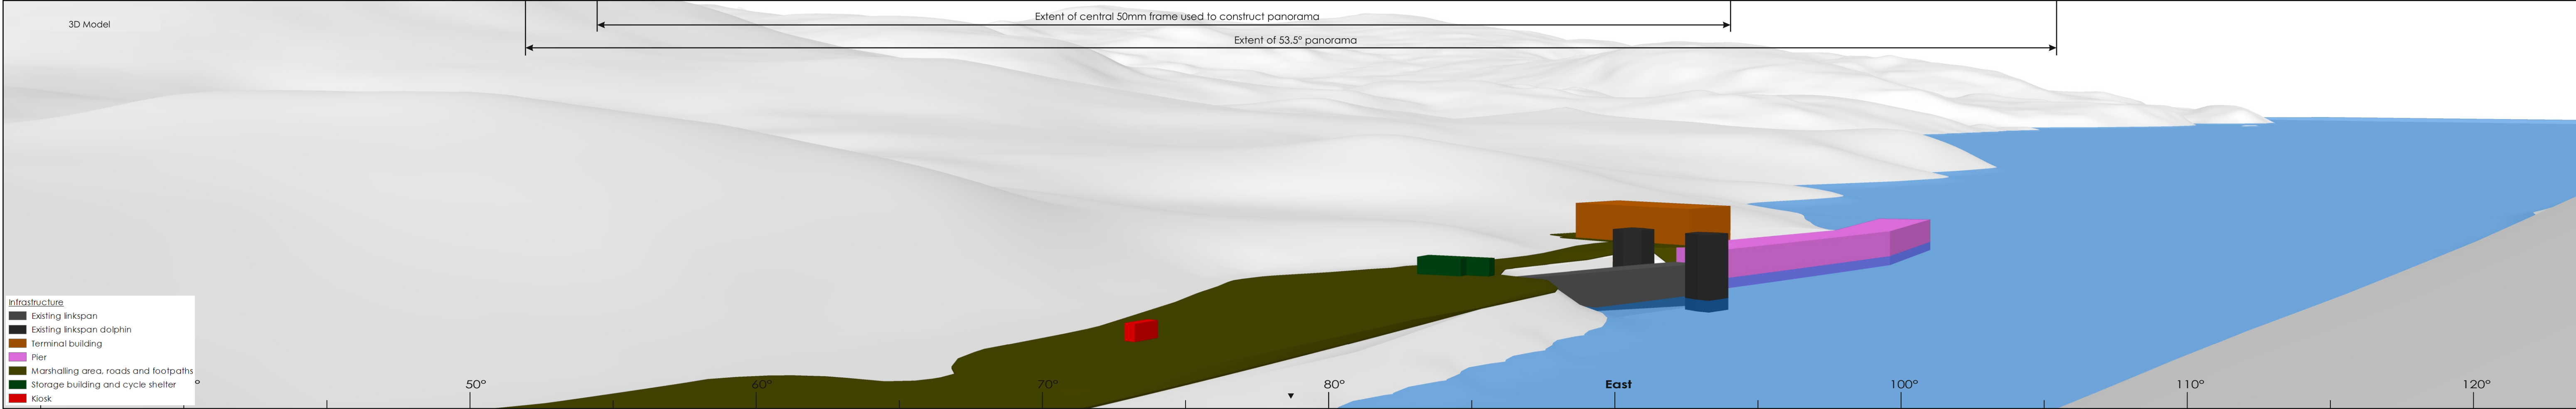 Extent of central 50mm frame used to construct panorama
3D Model
Extent of 53.5° panorama
Infrastructure
Existing linkspan
Existing linkspan dolphin
Terminal building
Pier
Marshalling area, roads and footpaths
Storage building and cycle shelter
Kiosk
° 50° 60° 70° 80° East 100° 110° 120°